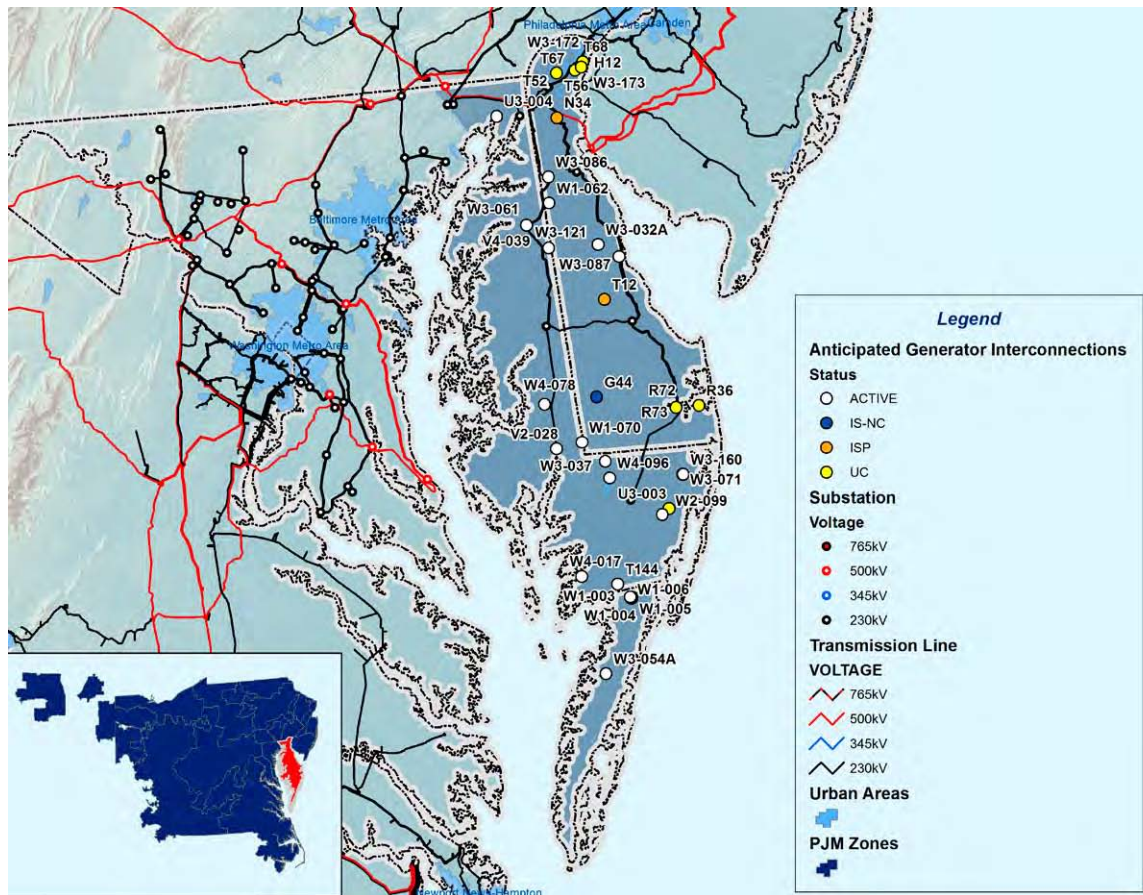 Philadelphia Metro Area
Camden
W3-172
T68
T67
H12
T52
T56
W3-173
U3-004
N34
W3-086
W1-062
W3-061
Baltimore Metro Area
W3-121
W3-032A
V4-039
W3-087
T12
Washington Metro Area
W4-078
G44
R72
R36
R73
V2-028
W1-070
W3-037
W4-096
W3-160
W3-071
U3-003
W2-099
W4-017
T144
W1-003
W1-006
W1-005
W1-004
W3-054A
Legend
Anticipated Generator Interconnections
Status
ACTIVE
IS-NC
ISP
UC
Substation
Voltage
765kV
500kV
345kV
230kV
Transmission Line
VOLTAGE
765kV
500kV
345kV
230kV
Urban Areas
PJM Zones